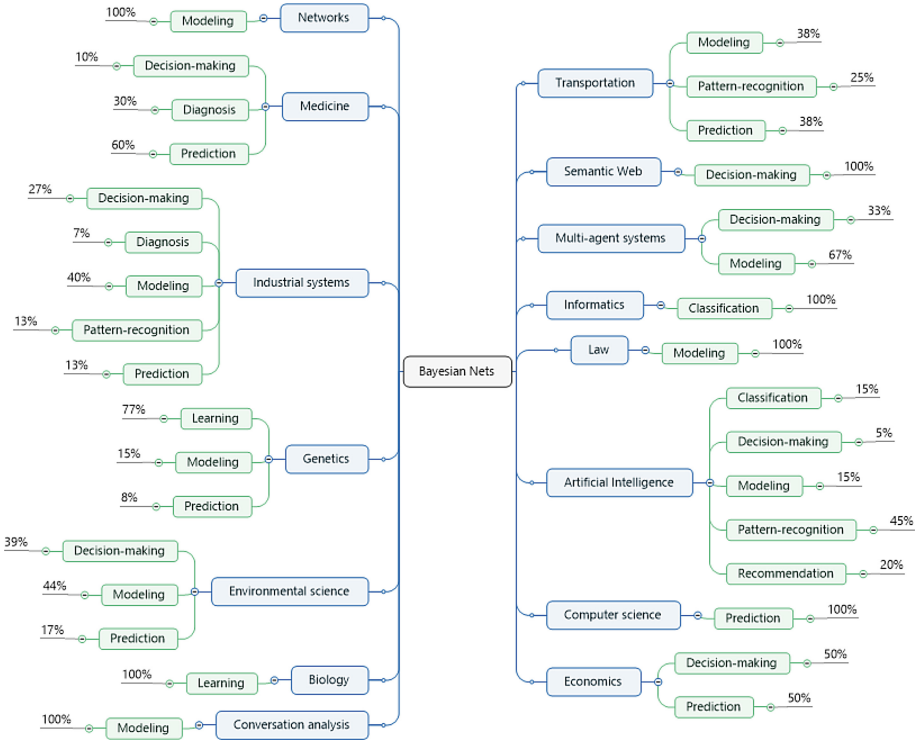 Bayesian Nets
Networks
Modeling
100%
Medicine
Decision-making
10%
Diagnosis
30%
Prediction
60%
Industrial systems
Decision-making
27%
Diagnosis
7%
Modeling
40%
Pattern-recognition
13%
Prediction
13%
Genetics
Learning
77%
Modeling
15%
Prediction
8%
Environmental science
Decision-making
39%
Modeling
44%
Prediction
17%
Biology
Learning
100%
Conversation analysis
Modeling
100%
Transportation
Modeling
38%
Pattern-recognition
25%
Prediction
38%
Semantic Web
Decision-making
100%
Multi-agent systems
Decision-making
33%
Modeling
67%
Informatics
Classification
100%
Law
Modeling
100%
Artificial Intelligence
Classification
15%
Decision-making
5%
Modeling
15%
Pattern-recognition
45%
Recommendation
20%
Computer science
Prediction
100%
Economics
Decision-making
50%
Prediction
50%